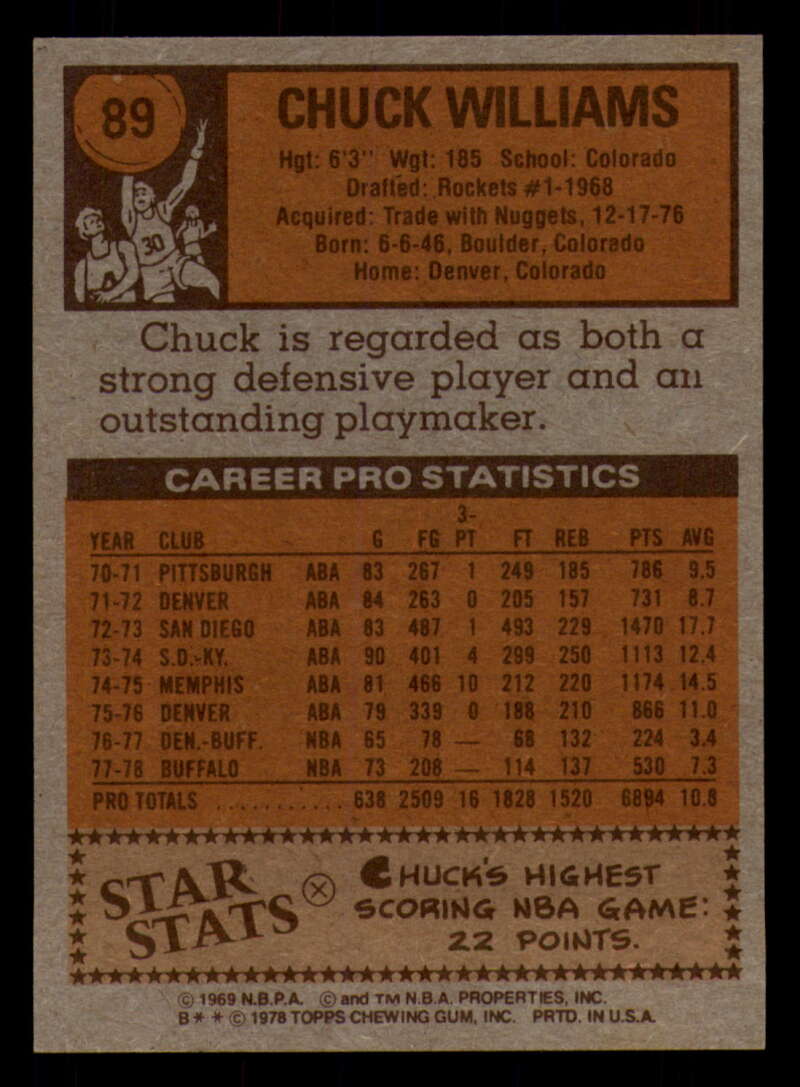 89
CHUCK WILLIAMS
Hgt: 6'3" Wgt: 185 School: Colorado
Drafted: Rockets #1-1968
Acquired: Trade with Nuggets, 12-17-76
Born: 6-6-46, Boulder, Colorado
Home: Denver, Colorado
30
Chuck is regarded as both a
strong defensive player and an
outstanding playmaker.
CAREER PRO STATISTICS
YEAR CLUB G FG 3-PT FT REB PTS AVG
70-71 PITTSBURGH ABA 83 267 1 249 185 786 9.5
71-72 DENVER ABA 84 263 0 205 157 731 8.7
72-73 SAN DIEGO ABA 83 487 1 493 229 1470 17.7
73-74 S.D.-KY. ABA 90 401 4 299 250 1113 12.4
74-75 MEMPHIS ABA 81 466 10 212 220 1174 14.5
75-76 DENVER ABA 79 339 0 188 210 866 11.0
76-77 DEN.-BUFF. NBA 65 78 — 68 132 224 3.4
77-78 BUFFALO NBA 73 208 — 114 137 530 7.3
PRO TOTALS ............ 638 2509 16 1828 1520 6894 10.8
STAR STATS
CHUCK'S HIGHEST
SCORING NBA GAME:
22 POINTS.
© 1969 N.B.P.A. © and TM N.B.A. PROPERTIES, INC.
B* * © 1978 TOPPS CHEWING GUM, INC. PRTD. IN U.S.A.